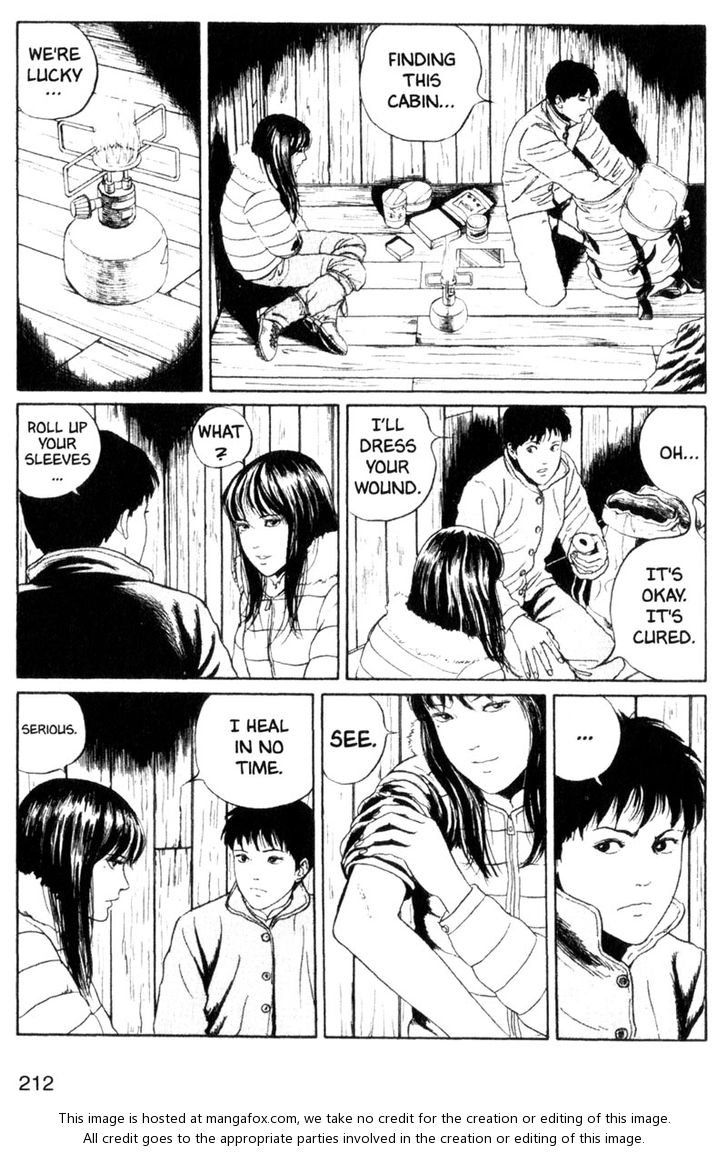 WE'RE
LUCKY
...
FINDING
THIS
CABIN...
ROLL UP
YOUR
SLEEVES
...
WHAT
?
I'LL
DRESS
YOUR
WOUND.
OH...
IT'S
OKAY.
IT'S
CURED.
SERIOUS.
I HEAL
IN NO
TIME.
SEE.
...
212
This image is hosted at mangafox.com, we take no credit for the creation or editing of this image.
All credit goes to the appropriate parties involved in the creation or editing of this image.